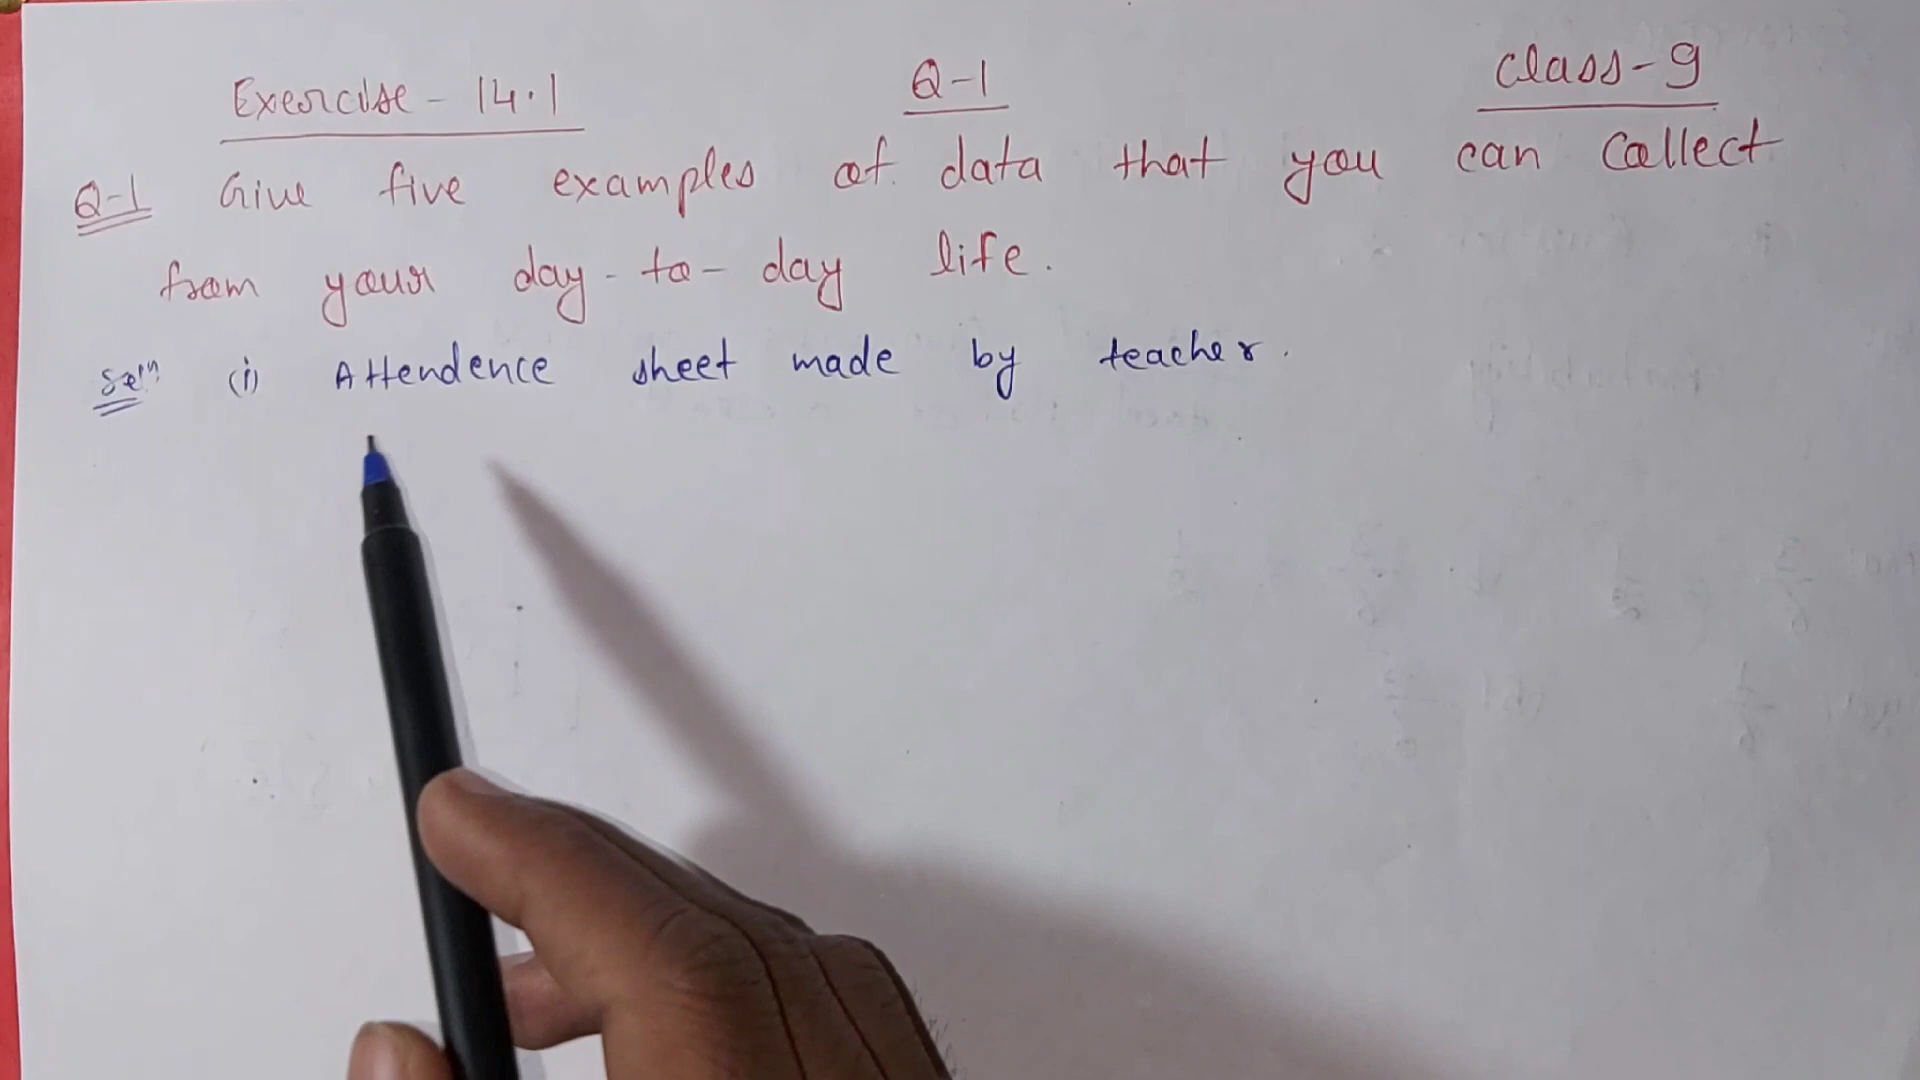 Exercise - 14.1 Q-1 Class-9
Q-1 Give five examples of data that you can Collect
from your day-to-day life.
Sol^n (i) Attendence sheet made by teacher.